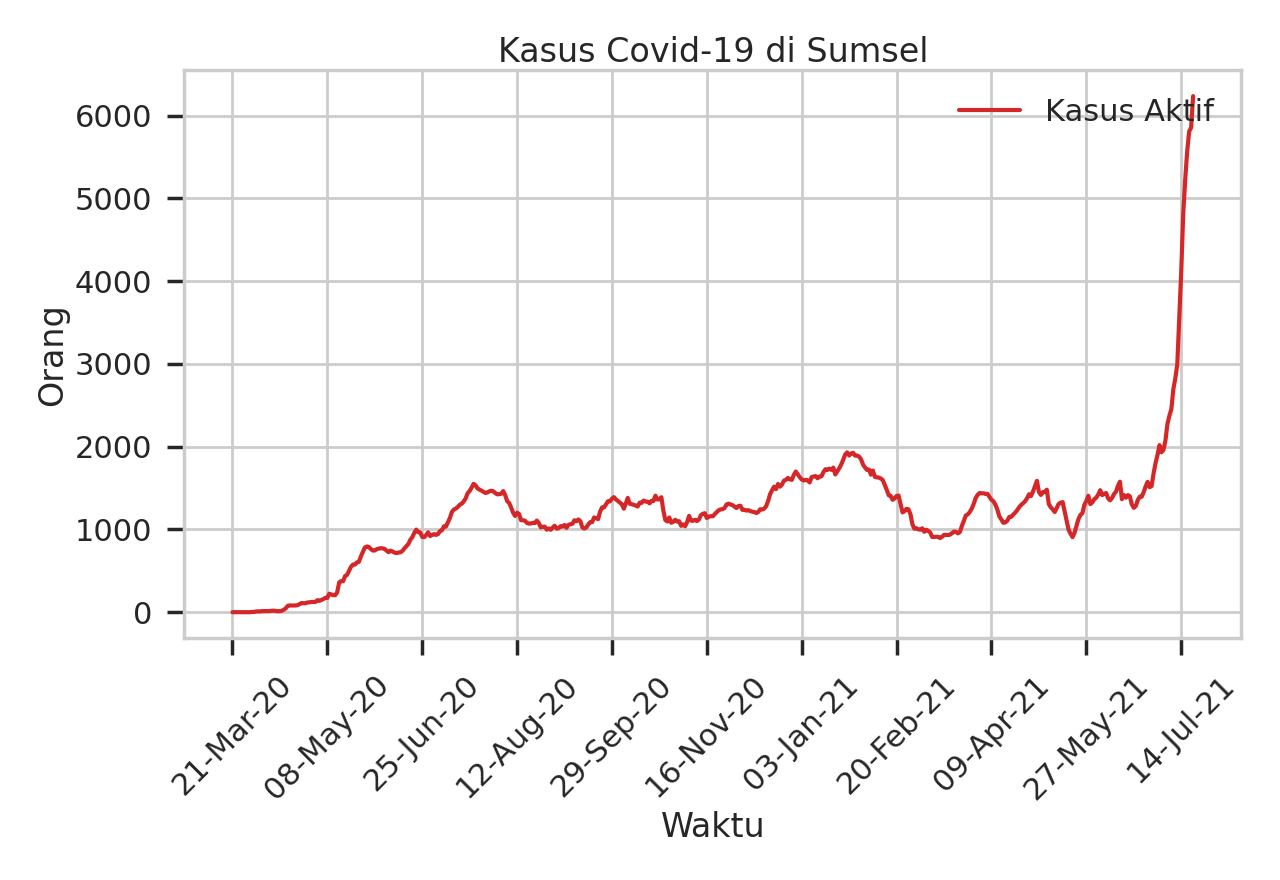 Kasus Covid-19 di Sumsel
Kasus Aktif
6000
5000
4000
3000
2000
1000
0
Orang
21-Mar-20
08-May-20
25-Jun-20
12-Aug-20
29-Sep-20
16-Nov-20
03-Jan-21
20-Feb-21
09-Apr-21
27-May-21
14-Jul-21
Waktu